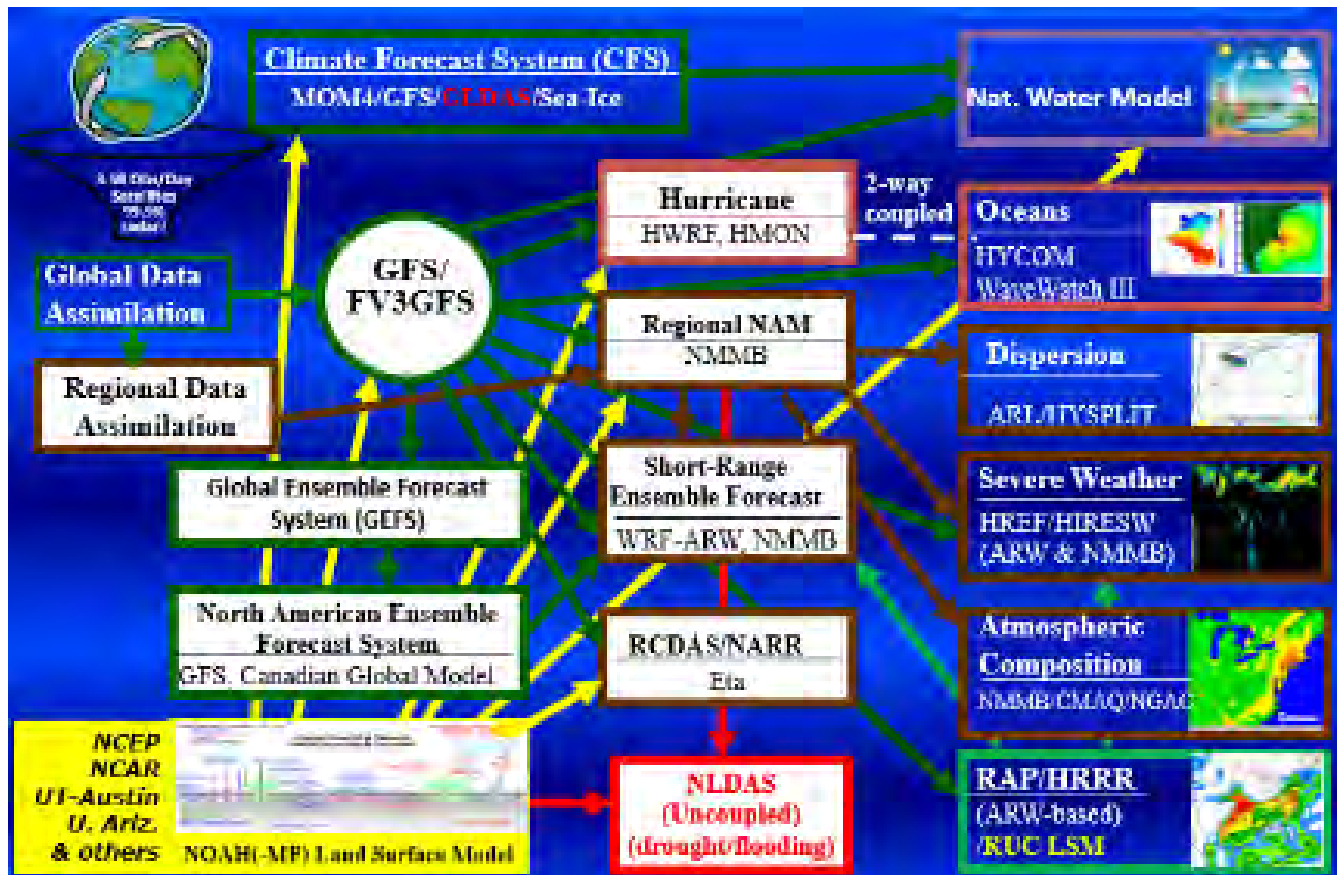 Climate Forecast System (CFS)
MOM4/GFS/GLDAS/Sea-Ice
Nat. Water Model
Hurricane
HWRF, HMON
2-way
coupled
Oceans
HYCOM
WaveWatch III
GFS/
FV3GFS
Global Data
Assimilation
Regional Data
Assimilation
Regional NAM
NMMB
Dispersion
ARL/HYSPLIT
Global Ensemble Forecast
System (GEFS)
Short-Range
Ensemble Forecast
WRF-ARW, NMMB
Severe Weather
HREF/HIRESW
(ARW & NMMB)
North American Ensemble
Forecast System
GFS, Canadian Global Model
RCDAS/NARR
Eta
Atmospheric
Composition
NMMB/CMAQ/NGAC
NCEP
NCAR
UT-Austin
U. Ariz.
& others
NOAH(-MP) Land Surface Model
NLDAS
(Uncoupled)
(drought/flooding)
RAP/HRRR
(ARW-based)
/RUC LSM